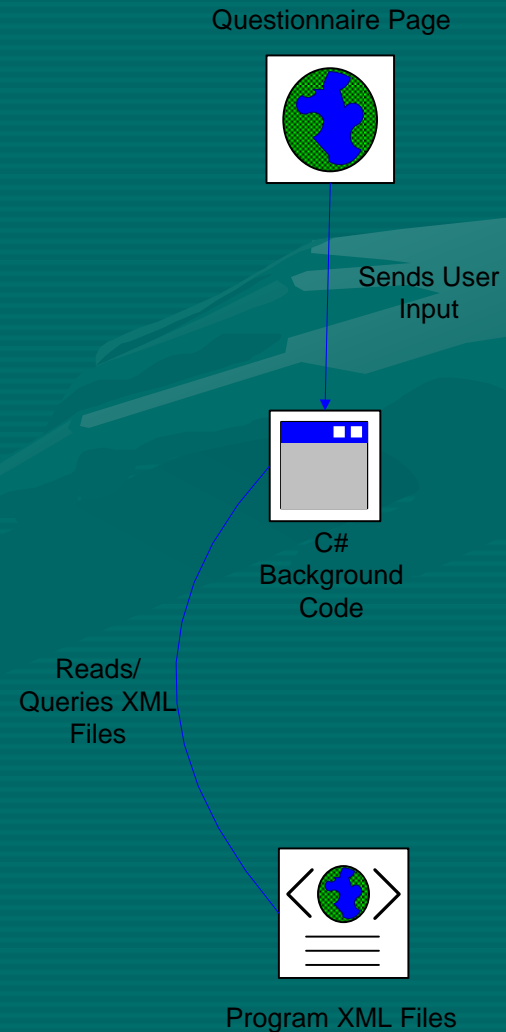 Questionnaire Page
Sends User
Input
C#
Background
Code
Reads/
Queries XML
Files
Program XML Files